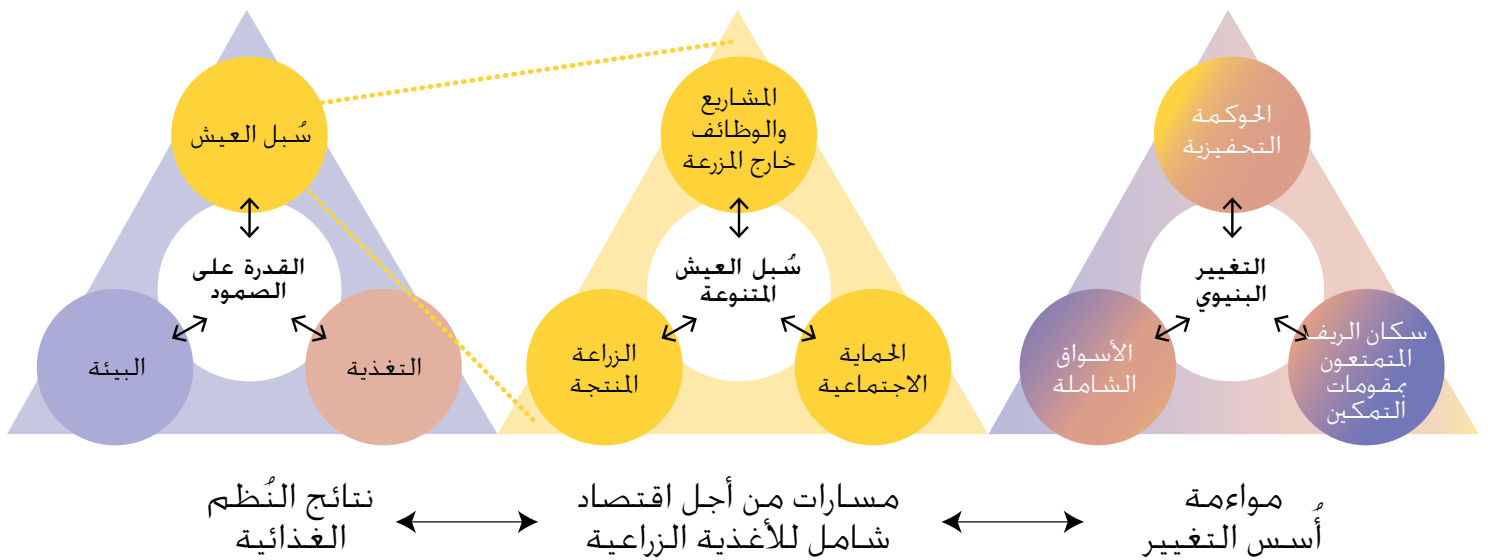 الحوكمة
التحفيزية
التغيير
البنيوي
سكان الريف
المتمتعون
بمقومات
التمكين
الأسواق
الشاملة
مواءمة
أُسس التغيير
المشاريع
والوظائف
خارج المزرعة
سُبل العيش
المتنوعة
الحماية
الاجتماعية
الزراعة
المنتجة
مسارات من أجل اقتصاد
شامل للأغذية الزراعية
سُبل العيش
القدرة على
الصمود
التغذية
البيئة
نتائج النُظم
الغذائية